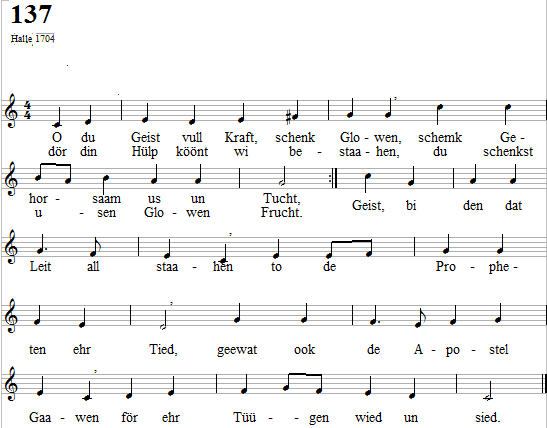 137
Halle 1704
O du Geist vull Kraft, schenk Glo - wen, schemk Ge -
dör din Hülp köönt wi be - staa - hen, du schenkst
hor - saam us un Tucht,
u - sen Glo - wen Frucht.
Geist, bi den dat
Leit all staa - hen to de Pro - phe -
ten ehr Tied, geewat ook de A - po - stel
Gaa - wen för ehr Tüü - gen wied un sied.